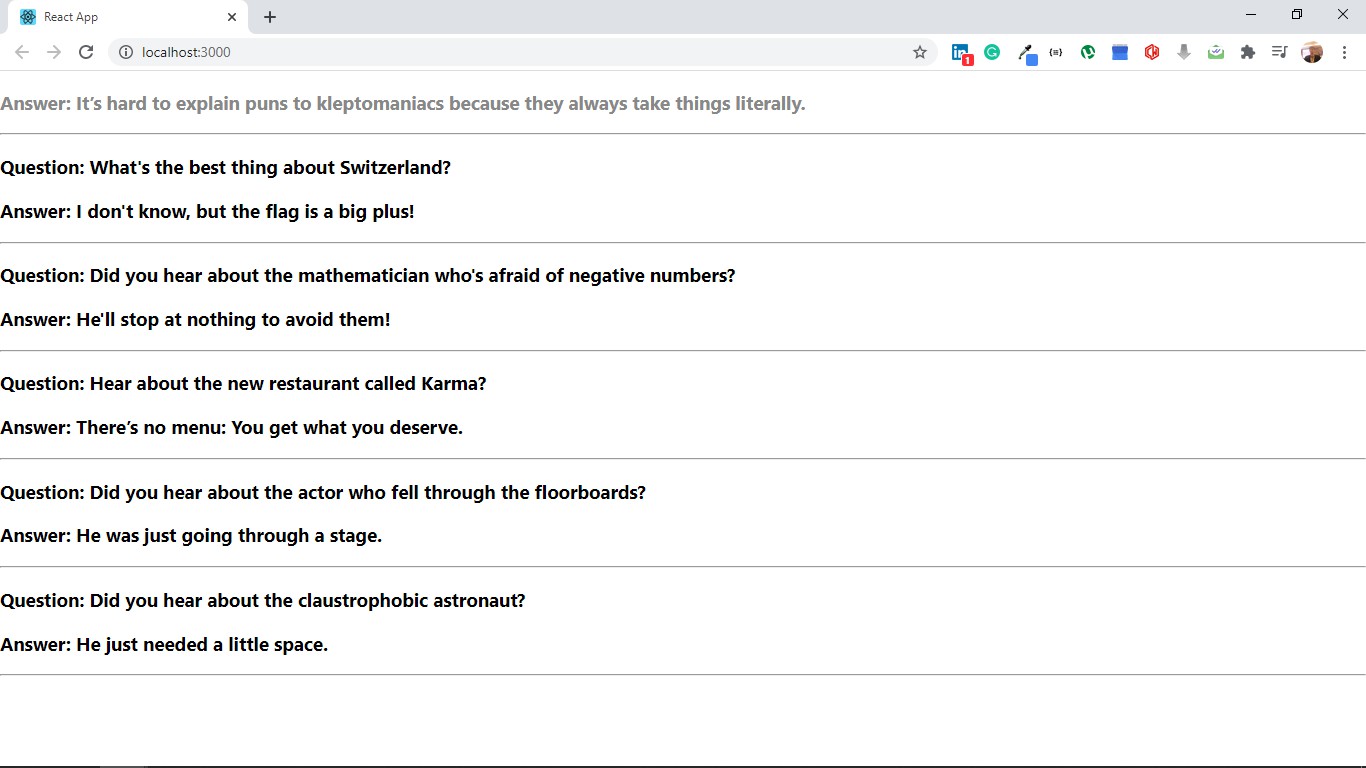 React App
localhost:3000
1
Answer: It’s hard to explain puns to kleptomaniacs because they always take things literally.
Question: What's the best thing about Switzerland?
Answer: I don't know, but the flag is a big plus!
Question: Did you hear about the mathematician who's afraid of negative numbers?
Answer: He'll stop at nothing to avoid them!
Question: Hear about the new restaurant called Karma?
Answer: There’s no menu: You get what you deserve.
Question: Did you hear about the actor who fell through the floorboards?
Answer: He was just going through a stage.
Question: Did you hear about the claustrophobic astronaut?
Answer: He just needed a little space.